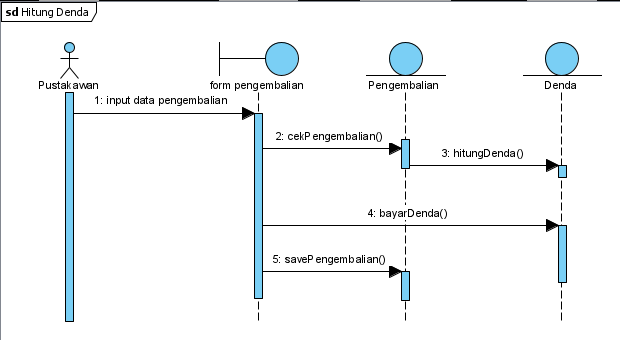 sd Hitung Denda
Pustakawan
form pengembalian
Pengembalian
Denda
1: input data pengembalian
2: cekPengembalian()
3: hitungDenda()
4: bayarDenda()
5: savePengembalian()